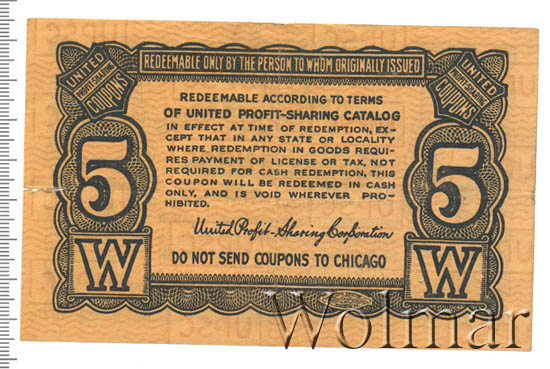 REDEEMABLE ONLY BY THE PERSON TO WHOM ORIGINALLY ISSUED
UNITED
PROFIT-SHARING
COUPONS
UNITED
PROFIT-SHARING
COUPONS
REDEEMABLE ACCORDING TO TERMS
OF UNITED PROFIT-SHARING CATALOG
IN EFFECT AT TIME OF REDEMPTION, EX-
CEPT THAT IN ANY STATE OR LOCALITY
WHERE REDEMPTION IN GOODS REQUI-
RES PAYMENT OF LICENSE OR TAX, NOT
REQUIRED FOR CASH REDEMPTION, THIS
COUPON WILL BE REDEEMED IN CASH
ONLY, AND IS VOID WHEREVER PRO-
HIBITED.
5
5
United Profit-Sharing Corporation
DO NOT SEND COUPONS TO CHICAGO
W
W
Wolmar